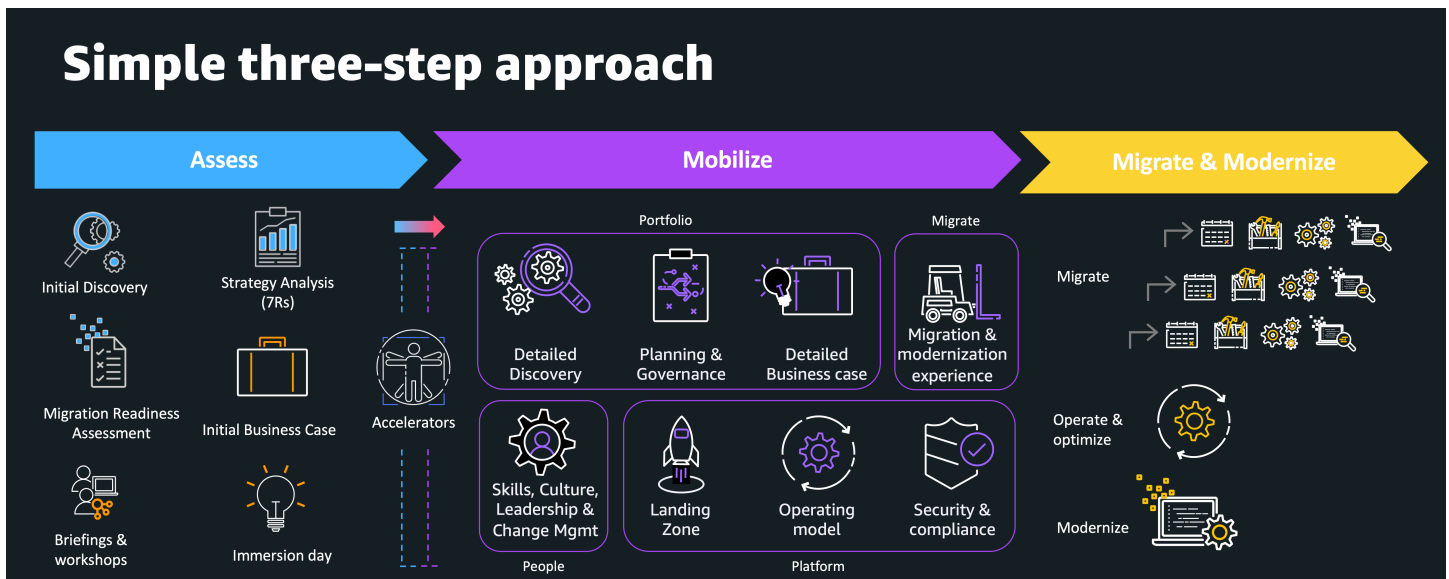 Simple three-step approach
Assess
Mobilize
Migrate & Modernize
Initial Discovery
Strategy Analysis
(7Rs)
Migration Readiness
Assessment
Initial Business Case
Briefings &
workshops
Immersion day
Accelerators
Portfolio
Detailed
Discovery
Planning &
Governance
Detailed
Business case
Migrate
Migration &
modernization
experience
Skills, Culture,
Leadership &
Change Mgmt
People
Landing
Zone
Operating
model
Security &
compliance
Platform
Migrate
Operate &
optimize
Modernize